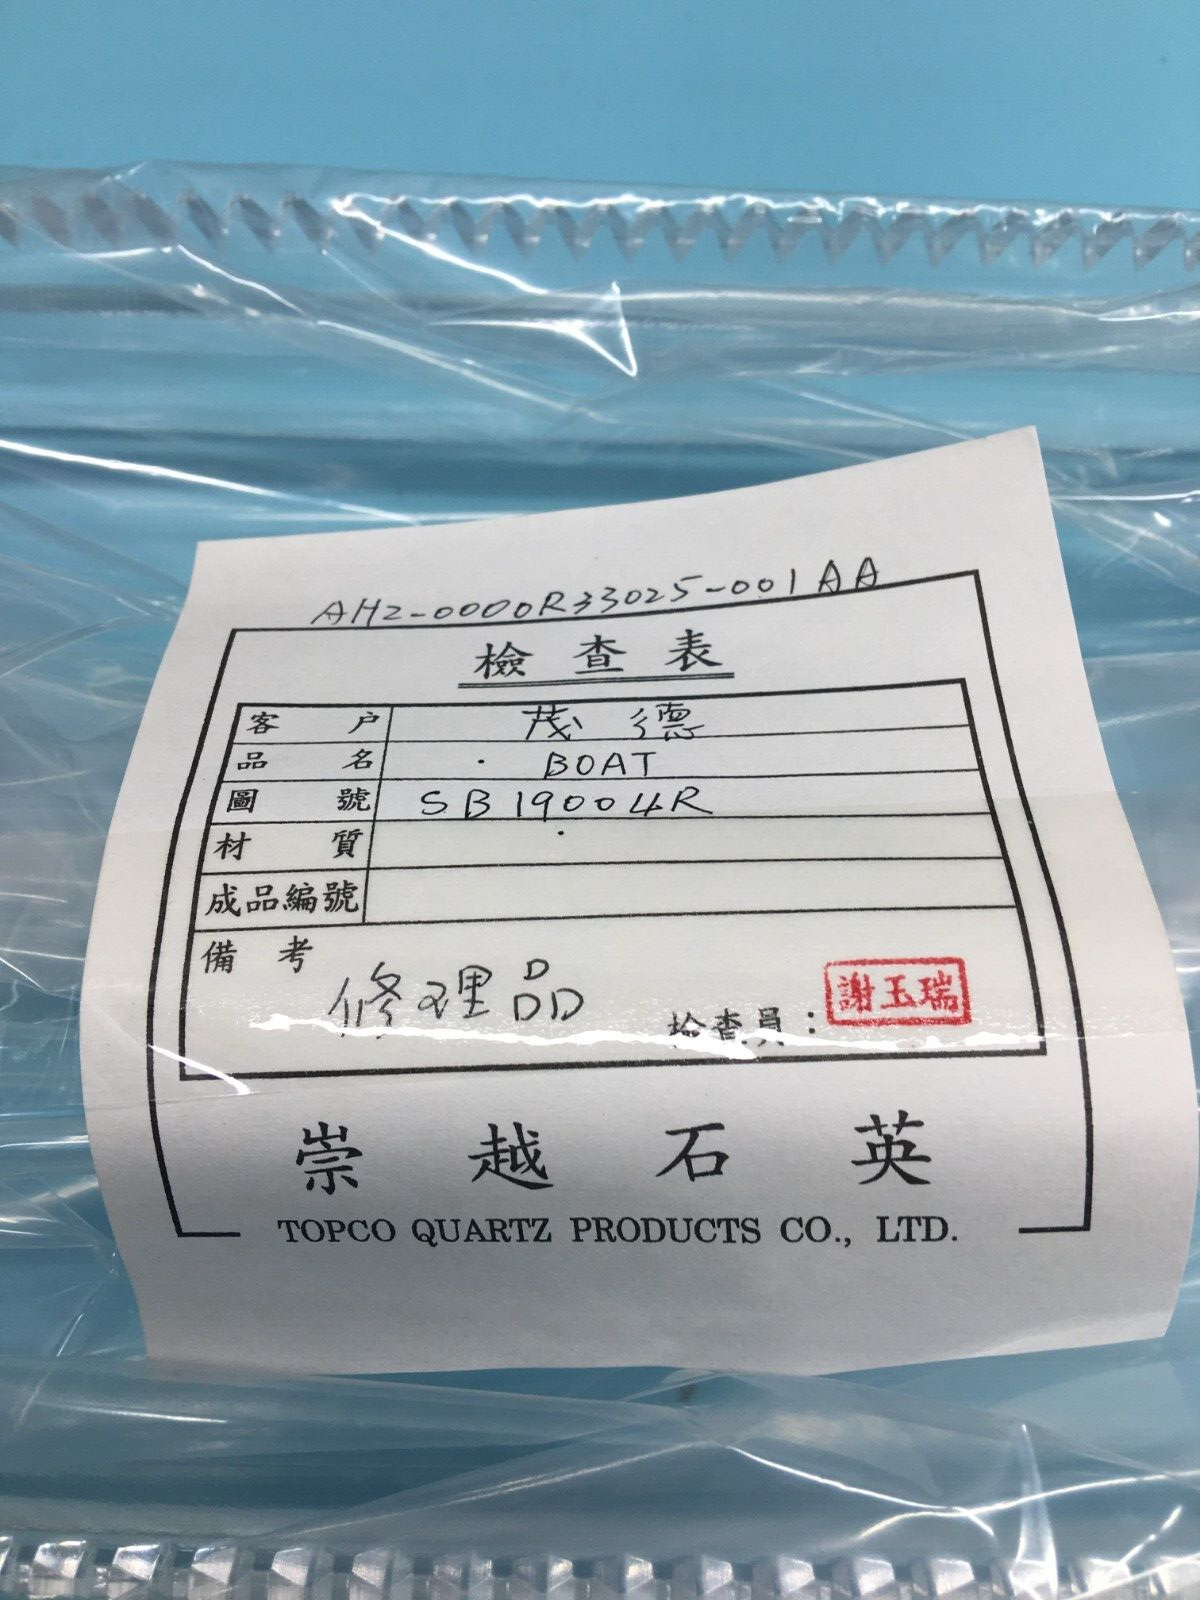 AH2-0000R33025-001AA
檢查表
客戶 茂德
品名 BOAT
圖號 SB19004R
材質
成品編號
備考
修理品
檢查員： 謝玉瑞
崇越石英
TOPCO QUARTZ PRODUCTS CO., LTD.